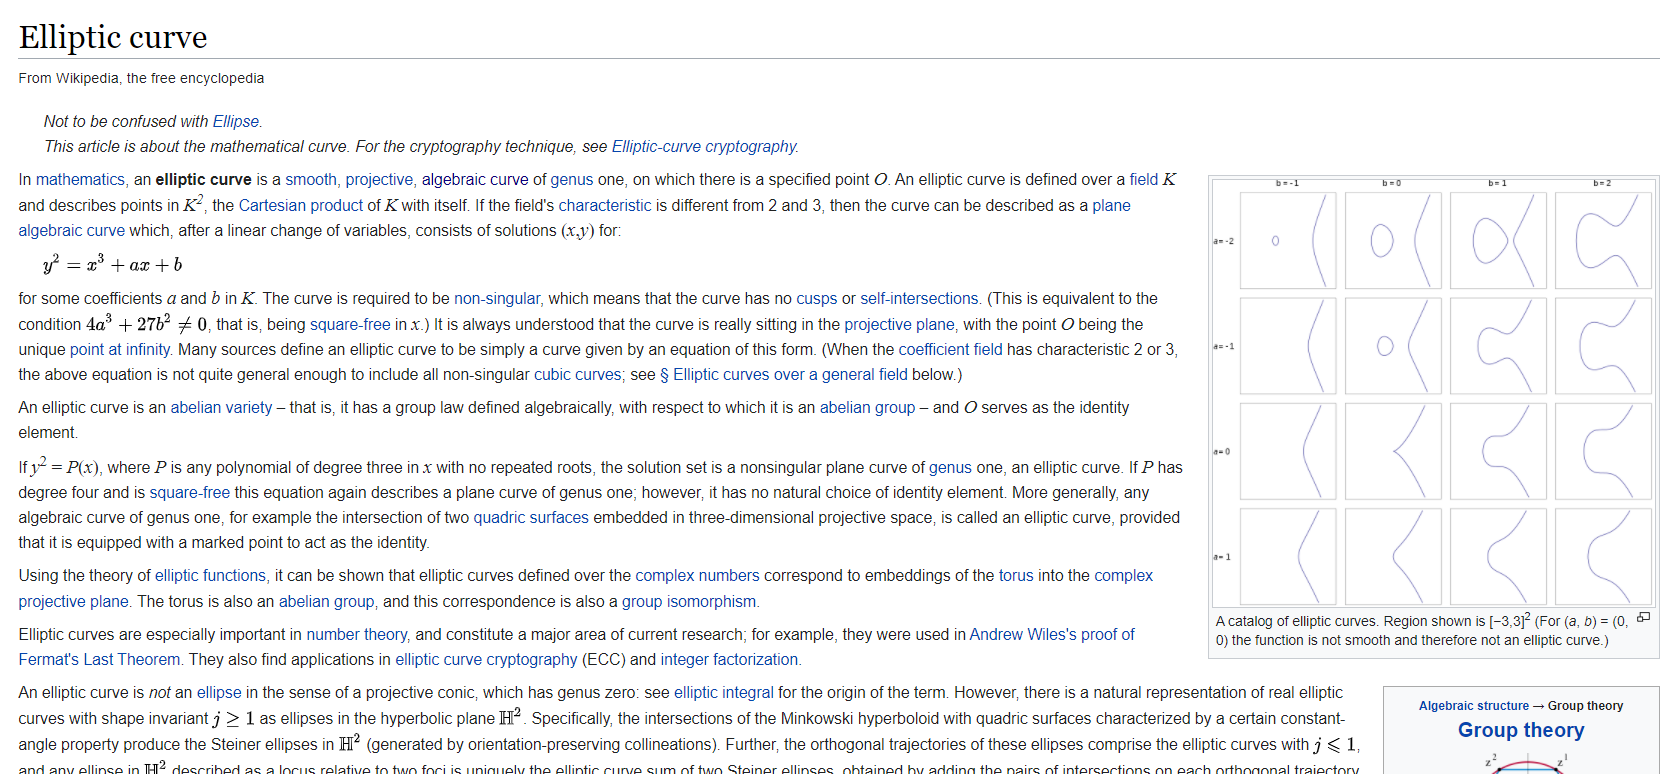 Elliptic curve
From Wikipedia, the free encyclopedia
Not to be confused with Ellipse.
This article is about the mathematical curve. For the cryptography technique, see Elliptic-curve cryptography.
In mathematics, an elliptic curve is a smooth, projective, algebraic curve of genus one, on which there is a specified point O. An elliptic curve is defined over a field K
and describes points in K², the Cartesian product of K with itself. If the field's characteristic is different from 2 and 3, then the curve can be described as a plane
algebraic curve which, after a linear change of variables, consists of solutions (x,y) for:
y² = x³ + ax + b
for some coefficients a and b in K. The curve is required to be non-singular, which means that the curve has no cusps or self-intersections. (This is equivalent to the
condition 4a³ + 27b² ≠ 0, that is, being square-free in x.) It is always understood that the curve is really sitting in the projective plane, with the point O being the
unique point at infinity. Many sources define an elliptic curve to be simply a curve given by an equation of this form. (When the coefficient field has characteristic 2 or 3,
the above equation is not quite general enough to include all non-singular cubic curves; see § Elliptic curves over a general field below.)
An elliptic curve is an abelian variety – that is, it has a group law defined algebraically, with respect to which it is an abelian group – and O serves as the identity
element.
If y² = P(x), where P is any polynomial of degree three in x with no repeated roots, the solution set is a nonsingular plane curve of genus one, an elliptic curve. If P has
degree four and is square-free this equation again describes a plane curve of genus one; however, it has no natural choice of identity element. More generally, any
algebraic curve of genus one, for example the intersection of two quadric surfaces embedded in three-dimensional projective space, is called an elliptic curve, provided
that it is equipped with a marked point to act as the identity.
Using the theory of elliptic functions, it can be shown that elliptic curves defined over the complex numbers correspond to embeddings of the torus into the complex
projective plane. The torus is also an abelian group, and this correspondence is also a group isomorphism.
Elliptic curves are especially important in number theory, and constitute a major area of current research; for example, they were used in Andrew Wiles's proof of
Fermat's Last Theorem. They also find applications in elliptic curve cryptography (ECC) and integer factorization.
An elliptic curve is not an ellipse in the sense of a projective conic, which has genus zero: see elliptic integral for the origin of the term. However, there is a natural representation of real elliptic
curves with shape invariant j ≥ 1 as ellipses in the hyperbolic plane ℍ². Specifically, the intersections of the Minkowski hyperboloid with quadric surfaces characterized by a certain constant-
angle property produce the Steiner ellipses in ℍ² (generated by orientation-preserving collineations). Further, the orthogonal trajectories of these ellipses comprise the elliptic curves with j ⩽ 1,
and any ellipse in ℍ² described as a locus relative to two foci is uniquely the elliptic curve sum of two Steiner ellipses, obtained by adding the pairs of intersections on each orthogonal trajectory.
b=-1 b=0 b=1 b=2
a=-2
a=-1
a=0
a=1
A catalog of elliptic curves. Region shown is [−3,3]² (For (a, b) = (0,
0) the function is not smooth and therefore not an elliptic curve.)
Algebraic structure → Group theory
Group theory
z² z¹